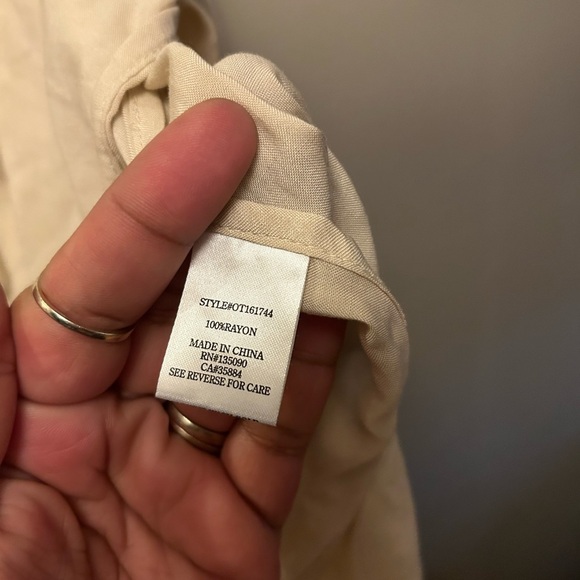 STYLE#OT161744
100%RAYON
MADE IN CHINA
RN#135090
CA#35884
SEE REVERSE FOR CARE